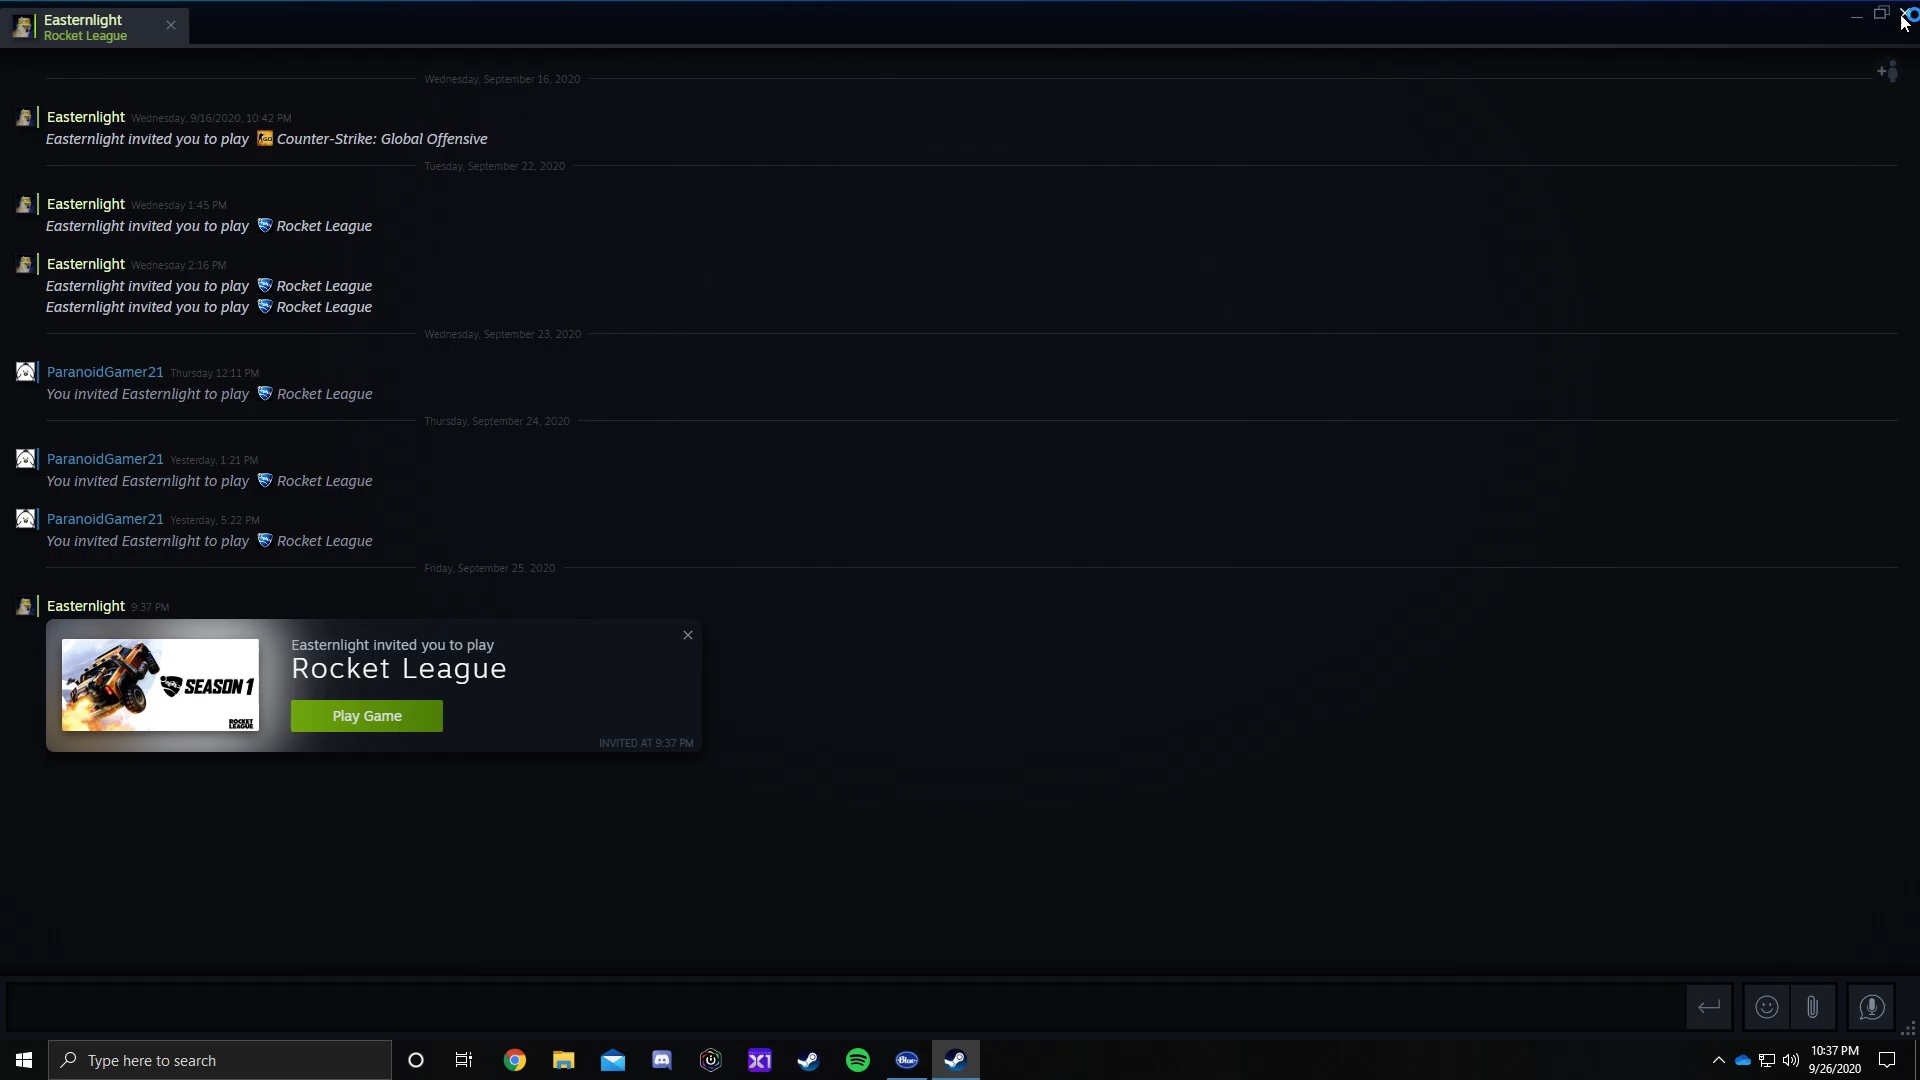 Easternlight
Rocket League
Wednesday, September 16, 2020
Easternlight Wednesday, 9/16/2020, 10:42 PM
Easternlight invited you to play Counter-Strike: Global Offensive
Tuesday, September 22, 2020
Easternlight Wednesday 1:45 PM
Easternlight invited you to play Rocket League
Easternlight Wednesday 2:16 PM
Easternlight invited you to play Rocket League
Easternlight invited you to play Rocket League
Wednesday, September 23, 2020
ParanoidGamer21 Thursday 12:11 PM
You invited Easternlight to play Rocket League
Thursday, September 24, 2020
ParanoidGamer21 Yesterday, 1:21 PM
You invited Easternlight to play Rocket League
ParanoidGamer21 Yesterday, 5:22 PM
You invited Easternlight to play Rocket League
Friday, September 25, 2020
Easternlight 9:37 PM
Easternlight invited you to play
Rocket League
SEASON 1
ROCKET
LEAGUE
Play Game
INVITED AT 9:37 PM
Type here to search
X1
Blue
10:37 PM
9/26/2020